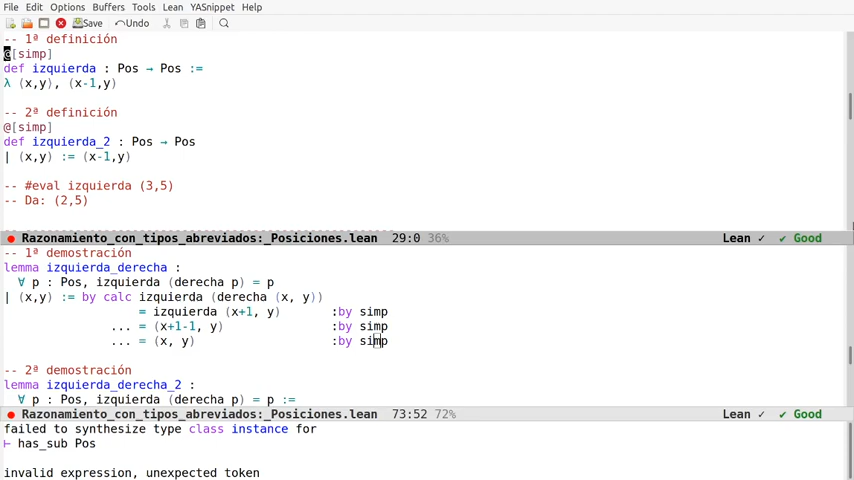 File Edit Options Buffers Tools Lean YASnippet Help
Save Undo
-- 1ª definición
@[simp]
def izquierda : Pos → Pos :=
λ (x,y), (x-1,y)
-- 2ª definición
@[simp]
def izquierda_2 : Pos → Pos
| (x,y) := (x-1,y)
-- #eval izquierda (3,5)
-- Da: (2,5)
Razonamiento_con_tipos_abreviados:_Posiciones.lean 29:0 36% Lean ✓ ✔ Good
-- 1ª demostración
lemma izquierda_derecha :
∀ p : Pos, izquierda (derecha p) = p
| (x,y) := by calc izquierda (derecha (x, y))
= izquierda (x+1, y) :by simp
... = (x+1-1, y) :by simp
... = (x, y) :by simp
-- 2ª demostración
lemma izquierda_derecha_2 :
∀ p : Pos, izquierda (derecha p) = p :=
Razonamiento_con_tipos_abreviados:_Posiciones.lean 73:52 72% Lean ✓ ✔ Good
failed to synthesize type class instance for
⊢ has_sub Pos
invalid expression, unexpected token